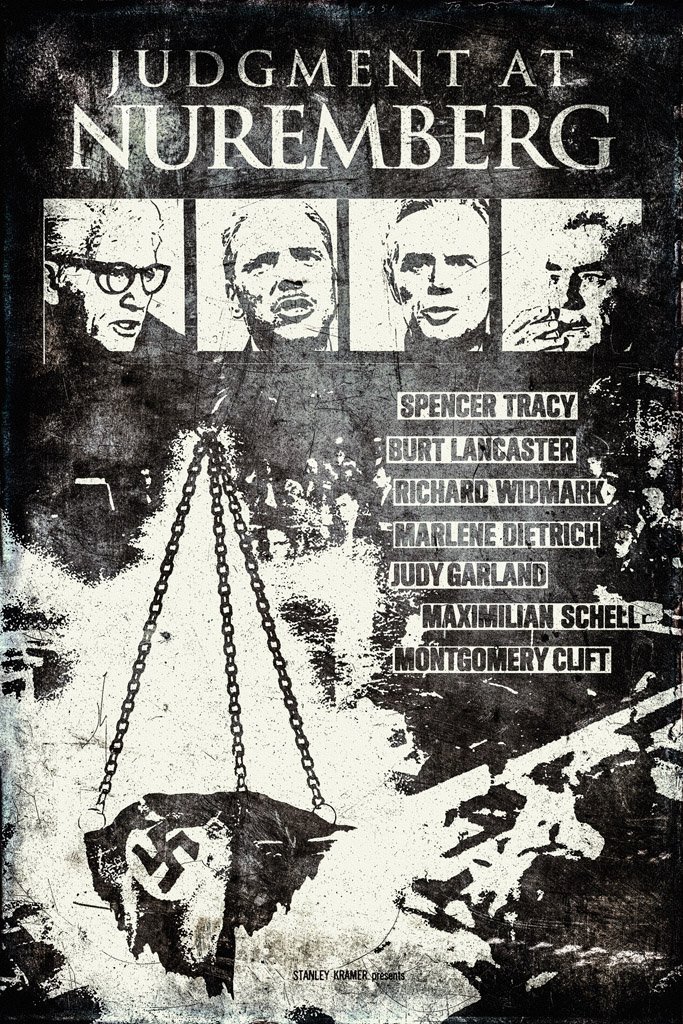 JUDGMENT AT
NUREMBERG
SPENCER TRACY
BURT LANCASTER
RICHARD WIDMARK
MARLENE DIETRICH
JUDY GARLAND
MAXIMILIAN SCHELL
MONTGOMERY CLIFT
STANLEY KRAMER presents